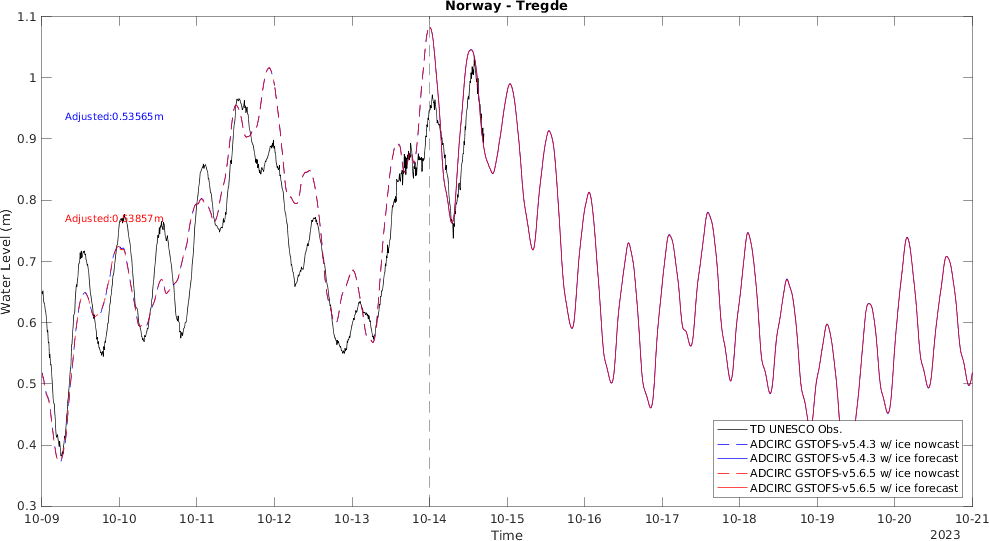 Norway - Tregde
1.1
1
0.9
0.8
0.7
0.6
0.5
0.4
0.3
Water Level (m)
Adjusted:0.53565m
Adjusted:0.53857m
TD UNESCO Obs.
ADCIRC GSTOFS-v5.4.3 w/ ice nowcast
ADCIRC GSTOFS-v5.4.3 w/ ice forecast
ADCIRC GSTOFS-v5.6.5 w/ ice nowcast
ADCIRC GSTOFS-v5.6.5 w/ ice forecast
10-09 10-10 10-11 10-12 10-13 10-14 10-15 10-16 10-17 10-18 10-19 10-20 10-21
Time
2023